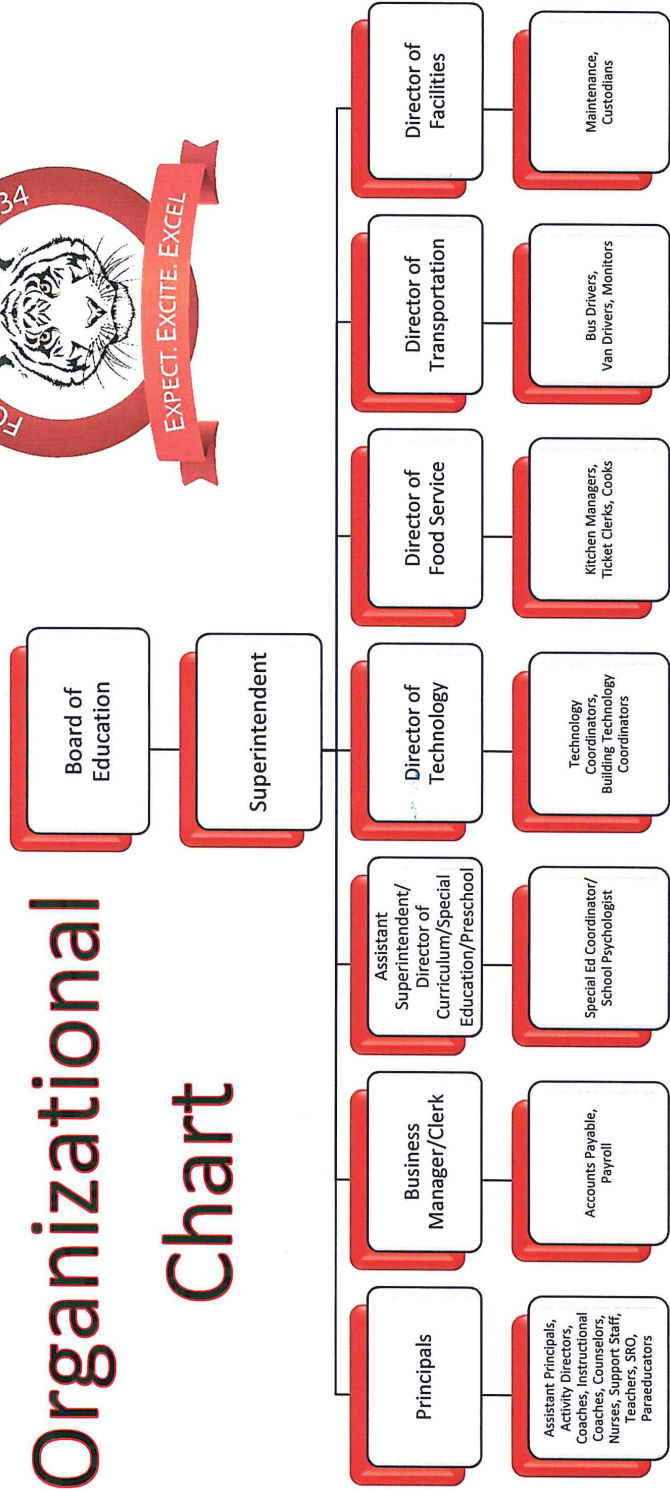 Organizational
Chart
34
EXPECT. EXCITE. EXCEL
Board of
Education
Superintendent
Principals
Business
Manager/Clerk
Assistant
Superintendent/
Director of
Curriculum/Special
Education/Preschool
Director of
Technology
Director of
Food Service
Director of
Transportation
Director of
Facilities
Assistant Principals,
Activity Directors,
Coaches, Instructional
Coaches, Counselors,
Nurses, Support Staff,
Teachers, SRO,
Paraeducators
Accounts Payable,
Payroll
Special Ed Coordinator/
School Psychologist
Technology
Coordinators,
Building Technology
Coordinators
Kitchen Managers,
Ticket Clerks, Cooks
Bus Drivers,
Van Drivers, Monitors
Maintenance,
Custodians